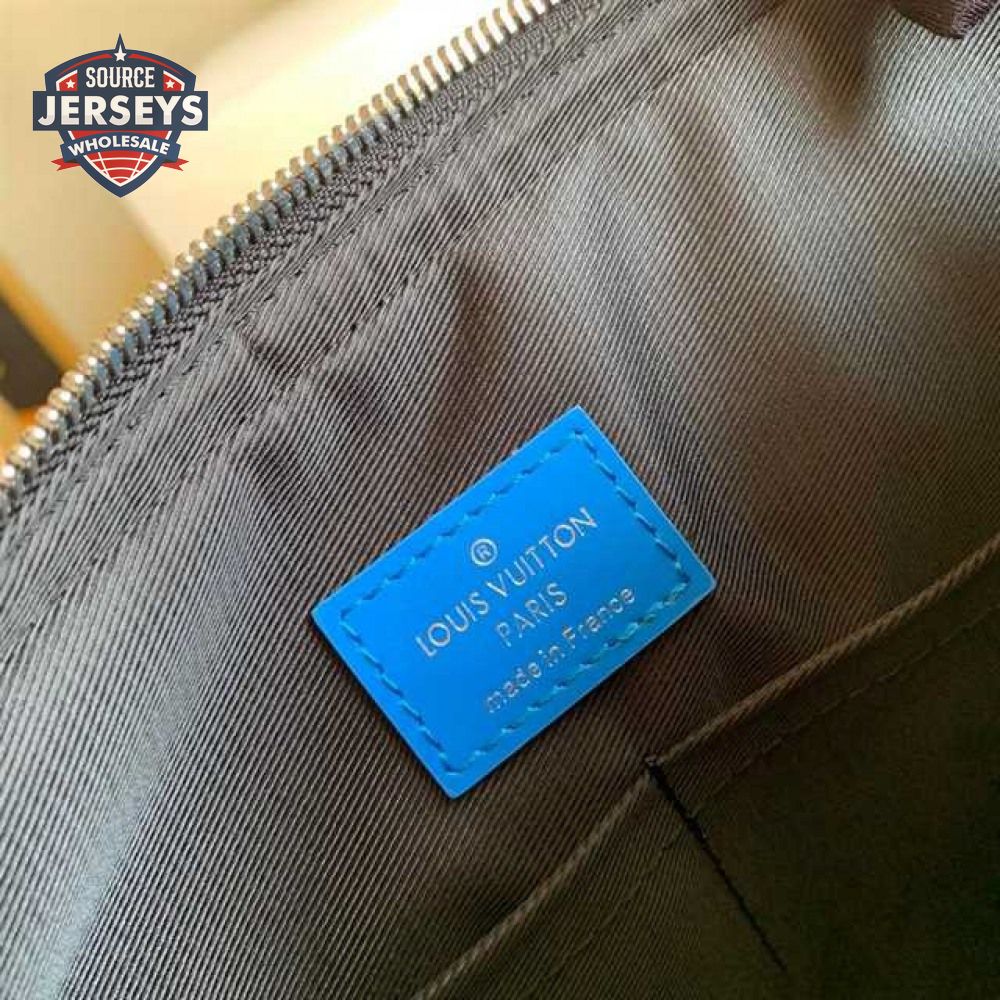 SOURCE
JERSEYS
WHOLESALE
®
LOUIS VUITTON
PARIS
made in France